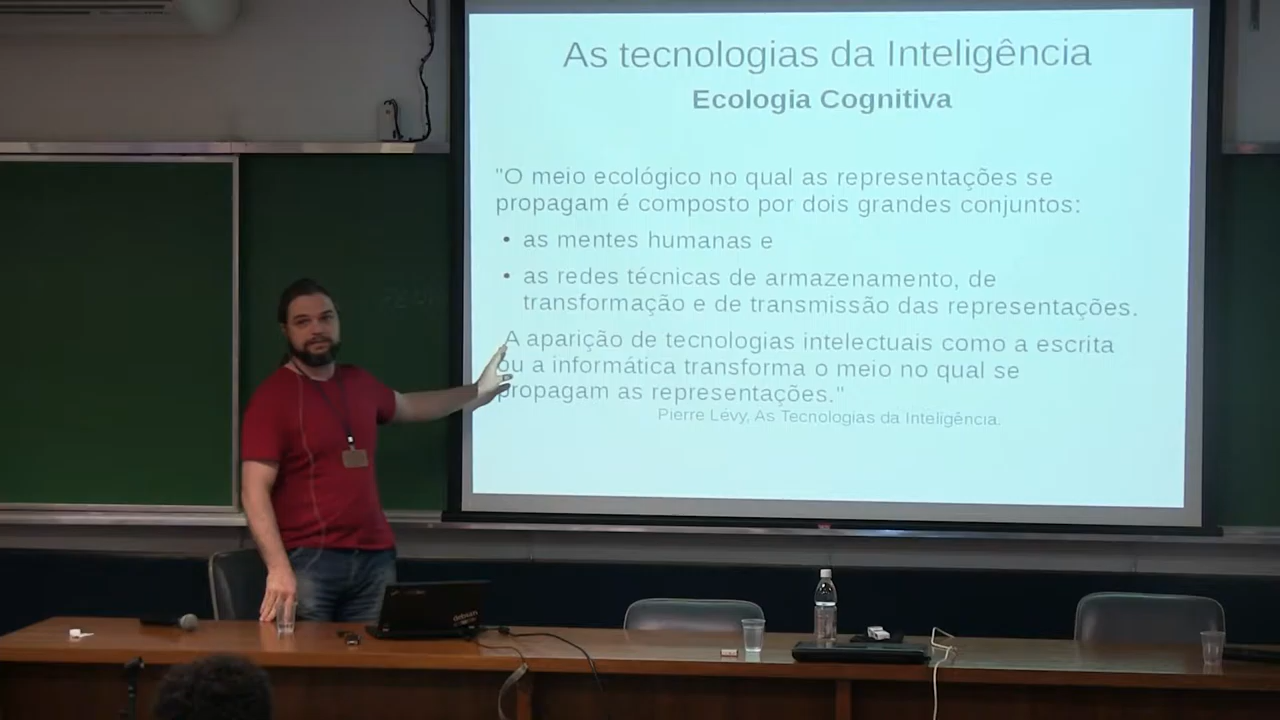 As tecnologias da Inteligência
Ecologia Cognitiva
"O meio ecológico no qual as representações se
propagam é composto por dois grandes conjuntos:
• as mentes humanas e
• as redes técnicas de armazenamento, de
transformação e de transmissão das representações.
A aparição de tecnologias intelectuais como a escrita
ou a informática transforma o meio no qual se
propagam as representações."
Pierre Lévy, As Tecnologias da Inteligência.
debian